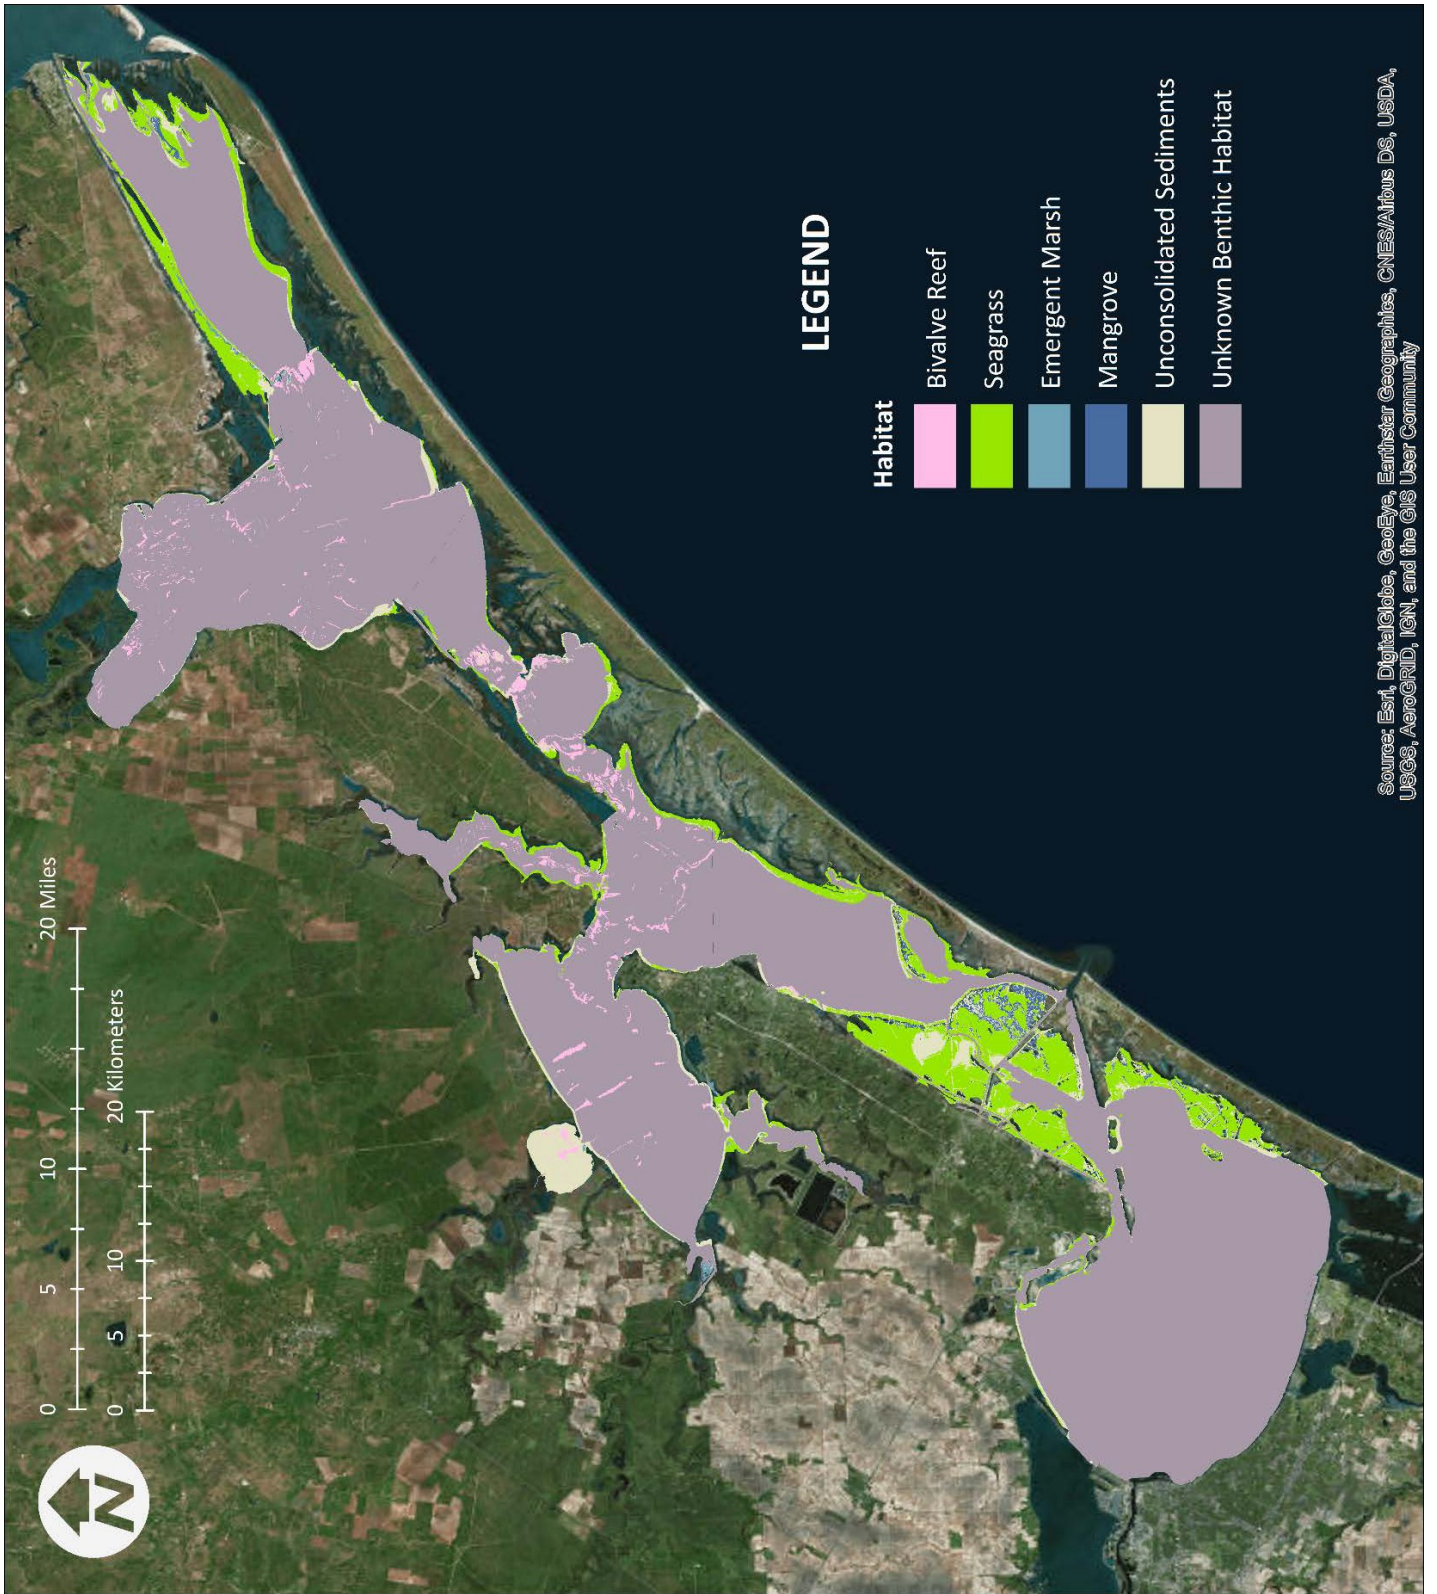 N
0 5 10 20 Miles
0 5 10 20 Kilometers
LEGEND
Habitat
Bivalve Reef
Seagrass
Emergent Marsh
Mangrove
Unconsolidated Sediments
Unknown Benthic Habitat
Source: Esri, DigitalGlobe, GeoEye, Earthstar Geographics, CNES/Airbus DS, USDA,
USGS, AeroGRID, IGN, and the GIS User Community